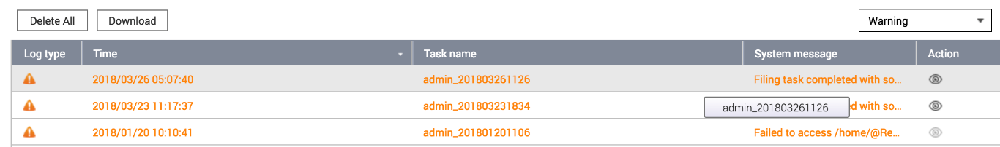 Delete All Download Warning
Log type Time Task name System message Action
2018/03/26 05:07:40 admin_201803261126 Filing task completed with so...
2018/03/23 11:17:37 admin_201803231834 d with so...
admin_201803261126
2018/01/20 10:10:41 admin_201801201106 Failed to access /home/@Re...